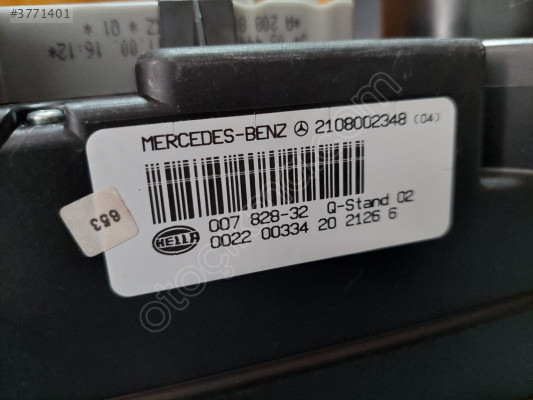 #3771401
MERCEDES-BENZ 2108002348 (04)
007 828-32 Q-Stand 02
HELLA 0022 00334 20 2126 6
653